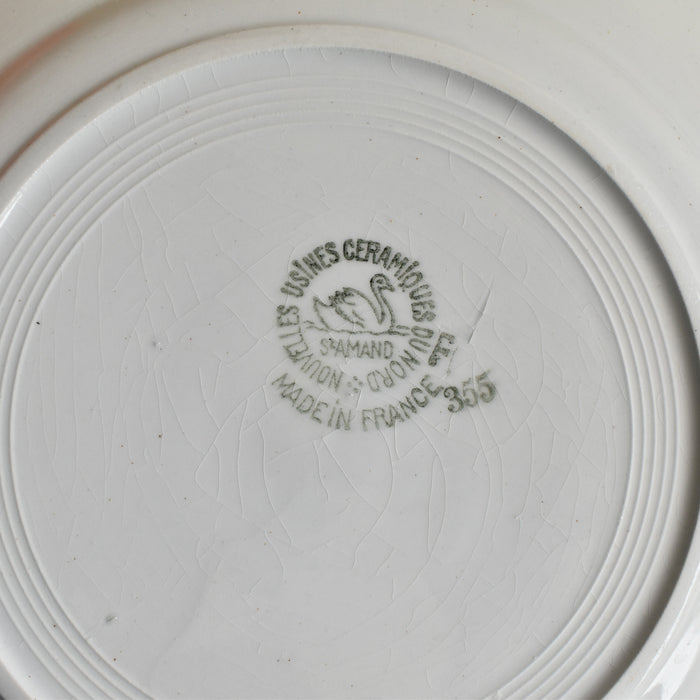 NOUVELLES USINES CERAMIQUES DU NORD
ST AMAND
MADE IN FRANCE
355